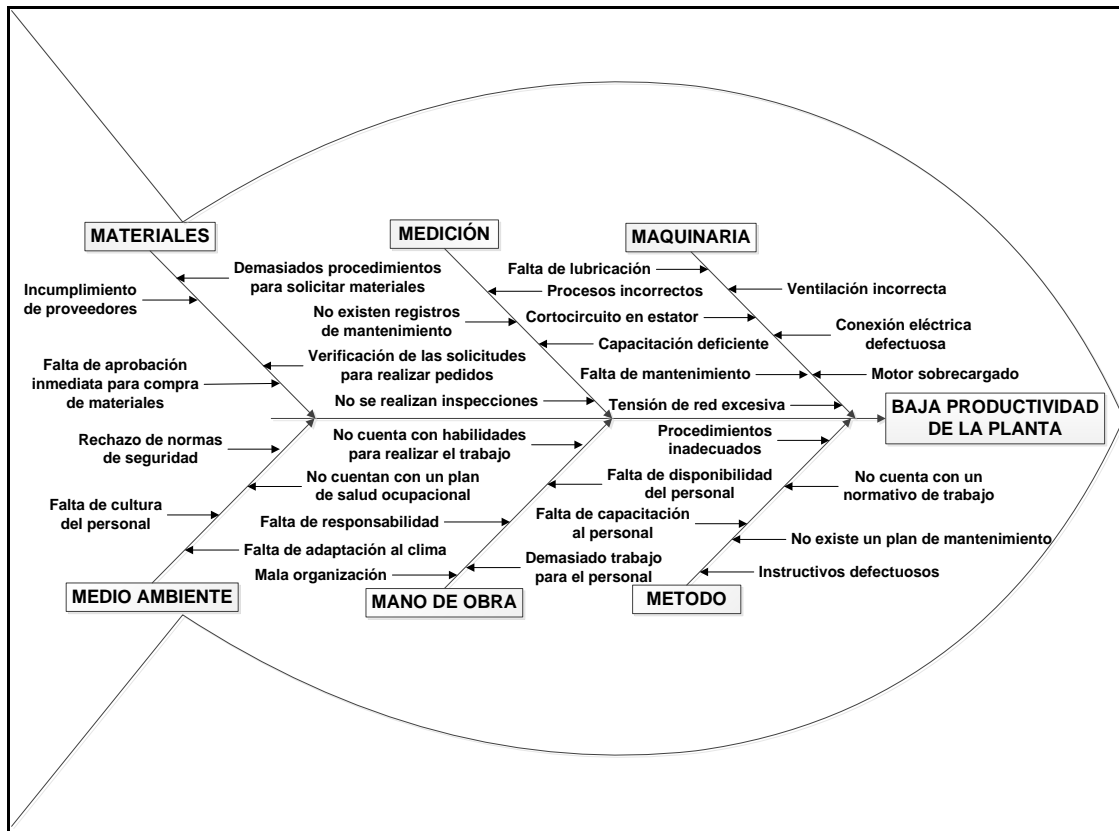 MATERIALES
MEDICIÓN
MAQUINARIA
Demasiados procedimientos
para solicitar materiales
Incumplimiento
de proveedores
Verificación de las solicitudes
para realizar pedidos
Falta de aprobación
inmediata para compra
de materiales
Procesos incorrectos
No existen registros
de mantenimiento
Capacitación deficiente
No se realizan inspecciones
Falta de lubricación
Ventilación incorrecta
Cortocircuito en estator
Conexión eléctrica
defectuosa
Falta de mantenimiento
Motor sobrecargado
Tensión de red excesiva
BAJA PRODUCTIVIDAD
DE LA PLANTA
Rechazo de normas
de seguridad
No cuentan con un plan
de salud ocupacional
Falta de cultura
del personal
Falta de adaptación al clima
No cuenta con habilidades
para realizar el trabajo
Falta de disponibilidad
del personal
Falta de responsabilidad
Demasiado trabajo
para el personal
Mala organización
Procedimientos
inadecuados
No cuenta con un
normativo de trabajo
Falta de capacitación
al personal
No existe un plan de mantenimiento
Instructivos defectuosos
MEDIO AMBIENTE
MANO DE OBRA
METODO